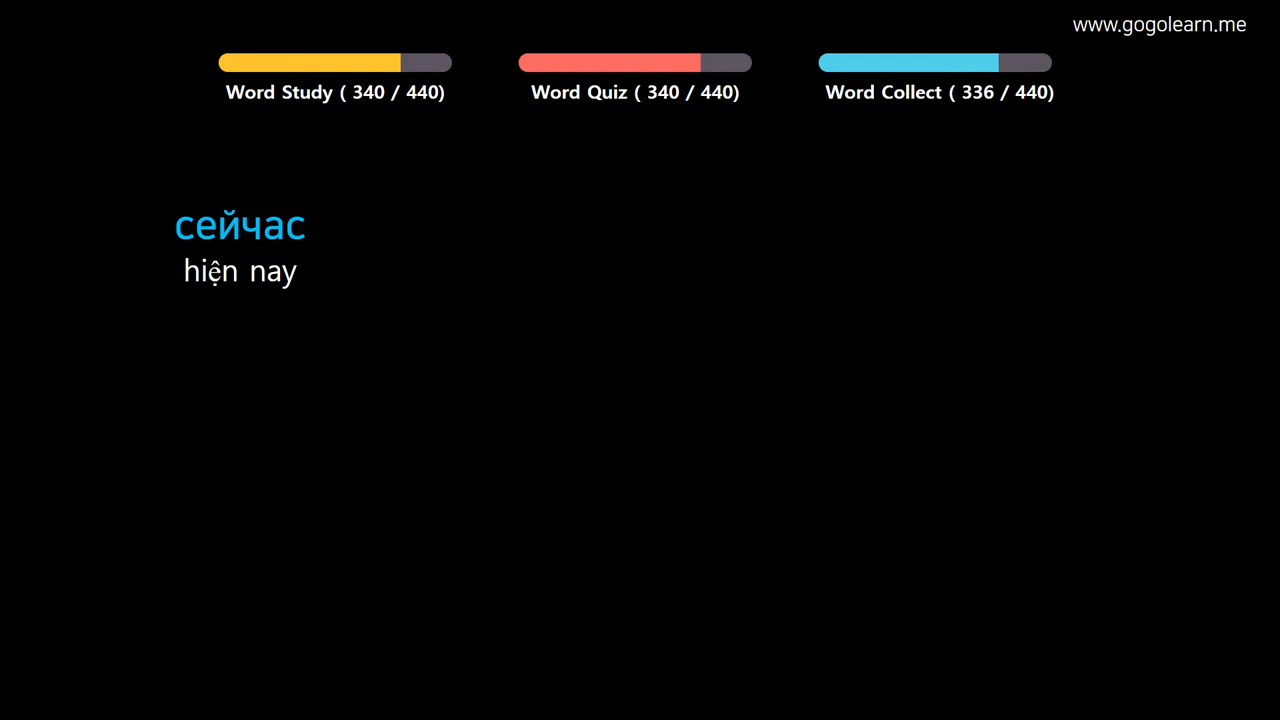 www.gogolearn.me
Word Study ( 340 / 440)
Word Quiz ( 340 / 440)
Word Collect ( 336 / 440)
сейчас
hiện nay